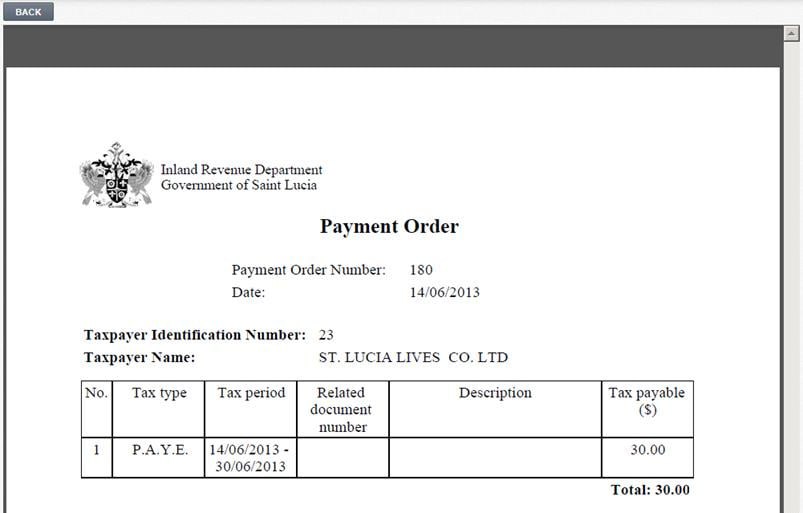 BACK
Inland Revenue Department
Government of Saint Lucia
Payment Order
Payment Order Number: 180
Date: 14/06/2013
Taxpayer Identification Number: 23
Taxpayer Name: ST. LUCIA LIVES CO. LTD
No. Tax type Tax period Related document number Description Tax payable ($)
1 P.A.Y.E. 14/06/2013 - 30/06/2013 30.00
Total: 30.00